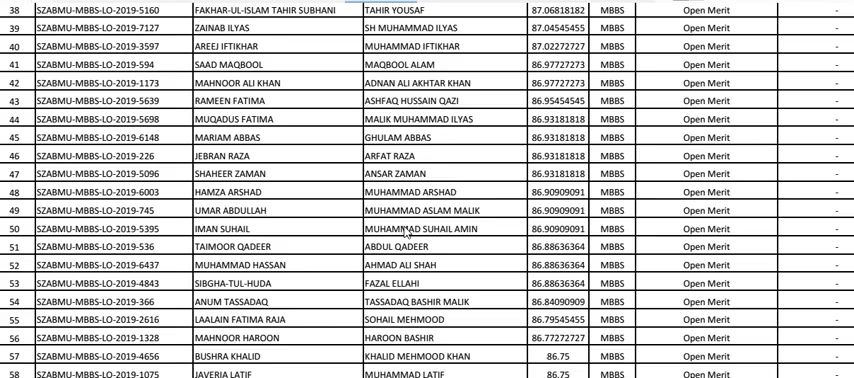 38 SZABMU-MBBS-LO-2019-5160 FAKHAR-UL-ISLAM TAHIR SUBHANI TAHIR YOUSAF 87.06818182 MBBS Open Merit -
39 SZABMU-MBBS-LO-2019-7127 ZAINAB ILYAS SH MUHAMMAD ILYAS 87.04545455 MBBS Open Merit -
40 SZABMU-MBBS-LO-2019-3597 AREEJ IFTIKHAR MUHAMMAD IFTIKHAR 87.02272727 MBBS Open Merit -
41 SZABMU-MBBS-LO-2019-594 SAAD MAQBOOL MAQBOOL ALAM 86.97727273 MBBS Open Merit -
42 SZABMU-MBBS-LO-2019-1173 MAHNOOR ALI KHAN ADNAN ALI AKHTAR KHAN 86.97727273 MBBS Open Merit -
43 SZABMU-MBBS-LO-2019-5639 RAMEEN FATIMA ASHFAQ HUSSAIN QAZI 86.95454545 MBBS Open Merit -
44 SZABMU-MBBS-LO-2019-5698 MUQADUS FATIMA MALIK MUHAMMAD ILYAS 86.93181818 MBBS Open Merit -
45 SZABMU-MBBS-LO-2019-6148 MARIAM ABBAS GHULAM ABBAS 86.93181818 MBBS Open Merit -
46 SZABMU-MBBS-LO-2019-226 JEBRAN RAZA ARFAT RAZA 86.93181818 MBBS Open Merit -
47 SZABMU-MBBS-LO-2019-5096 SHAHEER ZAMAN ANSAR ZAMAN 86.93181818 MBBS Open Merit -
48 SZABMU-MBBS-LO-2019-6003 HAMZA ARSHAD MUHAMMAD ARSHAD 86.90909091 MBBS Open Merit -
49 SZABMU-MBBS-LO-2019-745 UMAR ABDULLAH MUHAMMAD ASLAM MALIK 86.90909091 MBBS Open Merit -
50 SZABMU-MBBS-LO-2019-5395 IMAN SUHAIL MUHAMMAD SUHAIL AMIN 86.90909091 MBBS Open Merit -
51 SZABMU-MBBS-LO-2019-536 TAIMOOR QADEER ABDUL QADEER 86.88636364 MBBS Open Merit -
52 SZABMU-MBBS-LO-2019-6437 MUHAMMAD HASSAN AHMAD ALI SHAH 86.88636364 MBBS Open Merit -
53 SZABMU-MBBS-LO-2019-4843 SIBGHA-TUL-HUDA FAZAL ELLAHI 86.88636364 MBBS Open Merit -
54 SZABMU-MBBS-LO-2019-366 ANUM TASSADAQ TASSADAQ BASHIR MALIK 86.84090909 MBBS Open Merit -
55 SZABMU-MBBS-LO-2019-2616 LAALAIN FATIMA RAJA SOHAIL MEHMOOD 86.79545455 MBBS Open Merit -
56 SZABMU-MBBS-LO-2019-1328 MAHNOOR HAROON HAROON BASHIR 86.77272727 MBBS Open Merit -
57 SZABMU-MBBS-LO-2019-4656 BUSHRA KHALID KHALID MEHMOOD KHAN 86.75 MBBS Open Merit -
58 SZABMU-MBBS-LO-2019-1075 JAVERIA LATIF MUHAMMAD LATIF 86.75 MBBS Open Merit -